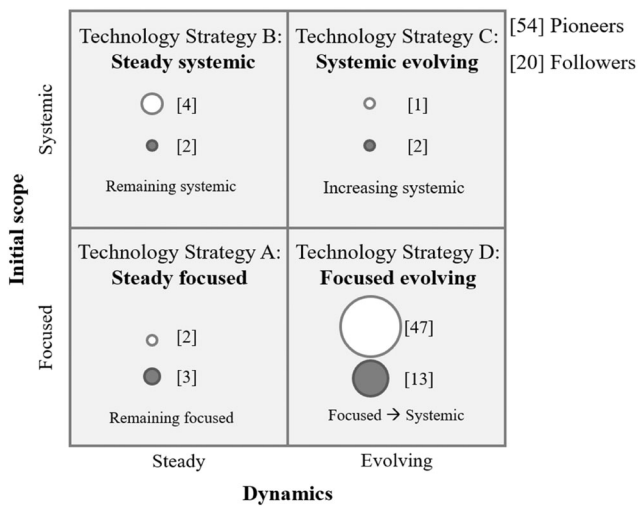 [54] Pioneers
[20] Followers
Initial scope
Systemic
Technology Strategy B:
Steady systemic
[4]
[2]
Remaining systemic
Technology Strategy C:
Systemic evolving
[1]
[2]
Increasing systemic
Focused
Technology Strategy A:
Steady focused
[2]
[3]
Remaining focused
Technology Strategy D:
Focused evolving
[47]
[13]
Focused → Systemic
Steady
Evolving
Dynamics